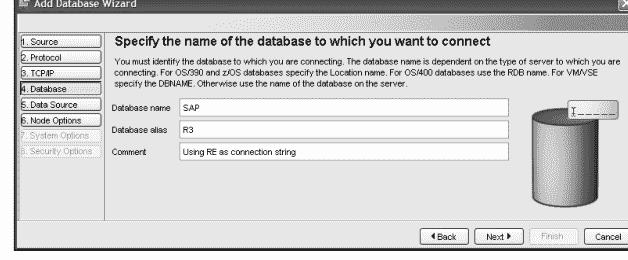 Add Database Wizard
1. Source
2. Protocol
3. TCP/IP
4. Database
5. Data Source
6. Node Options
7. System Options
8. Security Options
Specify the name of the database to which you want to connect
You must identify the database to which you are connecting. The database name is dependent on the type of server to which you are
connecting. For OS/390 and z/OS databases specify the Location name. For OS/400 databases use the RDB name. For VM/VSE
specify the DBNAME. Otherwise use the name of the database on the server.
Database name SAP
Database alias R3
Comment Using RE as connection string
Back Next Finish Cancel